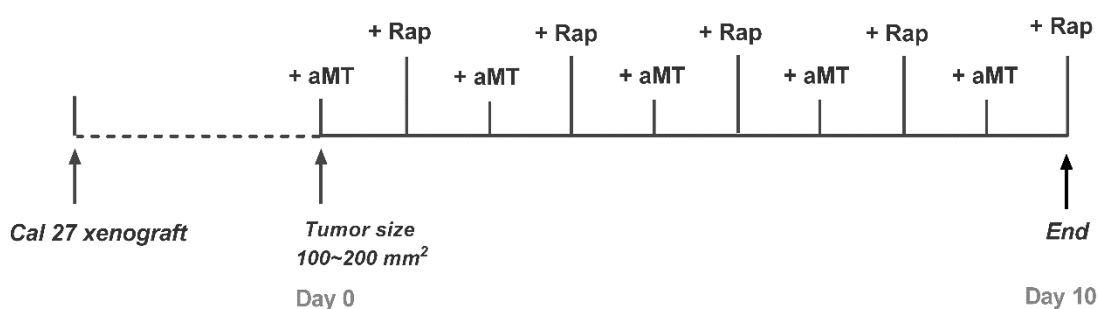 + Rap + Rap + Rap + Rap + Rap
+ aMT + aMT + aMT + aMT + aMT
Cal 27 xenograft
Tumor size
100~200 mm²
End
Day 0
Day 10